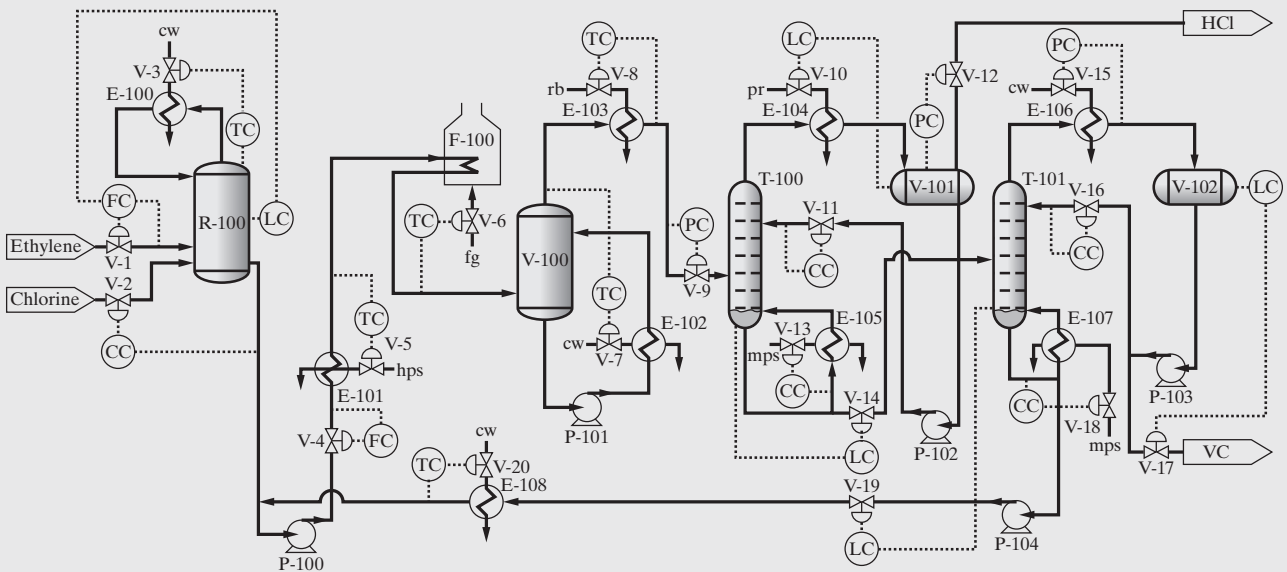 cw
V-3
E-100
TC
FC
R-100
LC
Ethylene
V-1
V-2
Chlorine
CC
F-100
TC
V-6
fg
TC
V-5
hps
E-101
V-4
FC
P-100
TC
V-8
rb
E-103
V-100
TC
cw
V-7
E-102
P-101
cw
TC
V-20
E-108
PC
V-9
LC
V-10
pr
E-104
T-100
V-11
CC
E-105
V-13
mps
CC
V-14
LC
P-102
V-19
LC
P-104
PC
V-12
V-101
HCl
PC
V-15
cw
E-106
T-101
V-16
CC
V-102
LC
E-107
CC
V-18
mps
P-103
V-17
VC